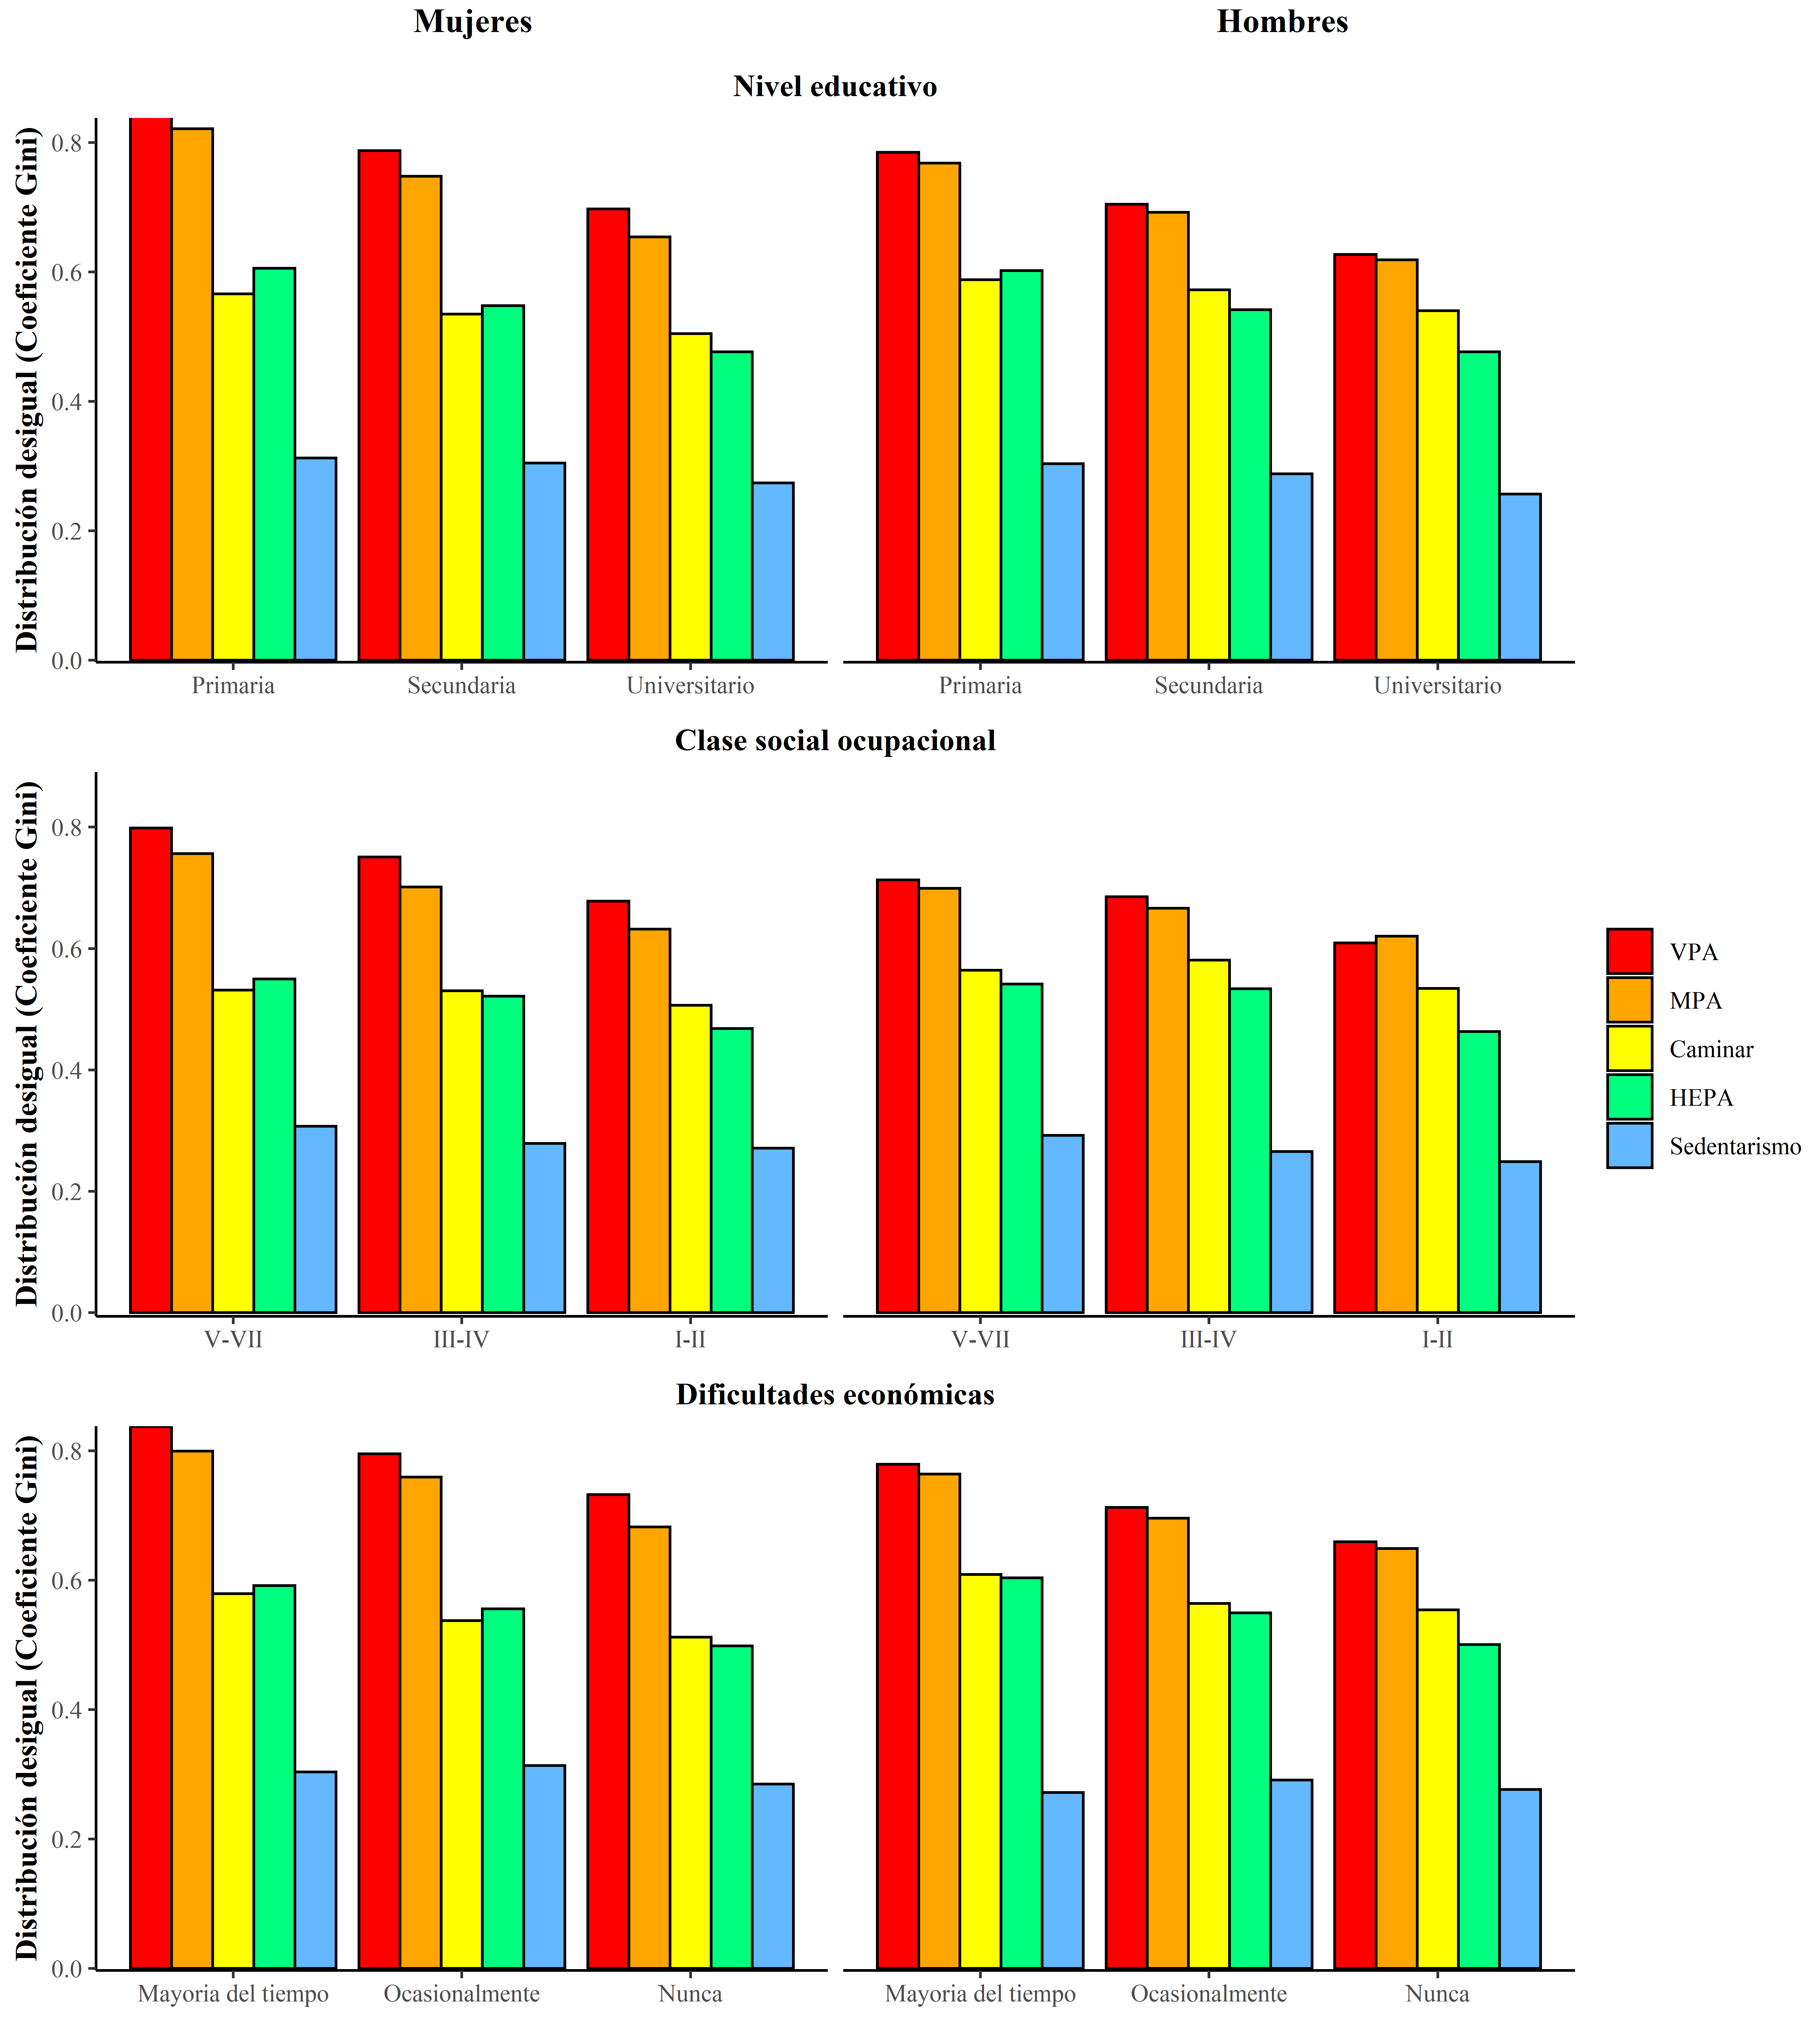 Mujeres Hombres
Nivel educativo
Distribución desigual (Coeficiente Gini)
0.8
0.6
0.4
0.2
0.0
Primaria Secundaria Universitario Primaria Secundaria Universitario
Clase social ocupacional
Distribución desigual (Coeficiente Gini)
0.8
0.6
0.4
0.2
0.0
V-VII III-IV I-II V-VII III-IV I-II
VPA
MPA
Caminar
HEPA
Sedentarismo
Dificultades económicas
Distribución desigual (Coeficiente Gini)
0.8
0.6
0.4
0.2
0.0
Mayoria del tiempo Ocasionalmente Nunca Mayoria del tiempo Ocasionalmente Nunca